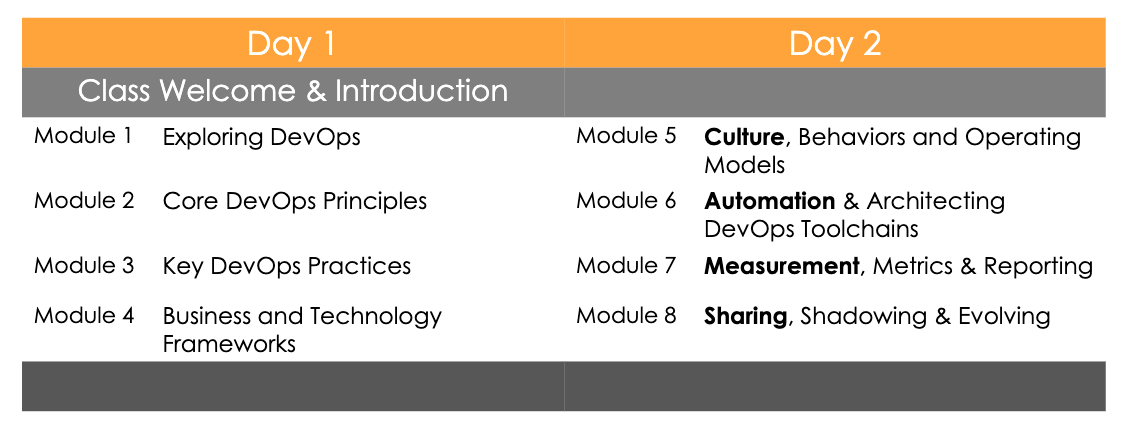 Day 1
Day 2
Class Welcome & Introduction
Module 1 Exploring DevOps
Module 2 Core DevOps Principles
Module 3 Key DevOps Practices
Module 4 Business and Technology
Frameworks
Module 5 Culture, Behaviors and Operating
Models
Module 6 Automation & Architecting
DevOps Toolchains
Module 7 Measurement, Metrics & Reporting
Module 8 Sharing, Shadowing & Evolving